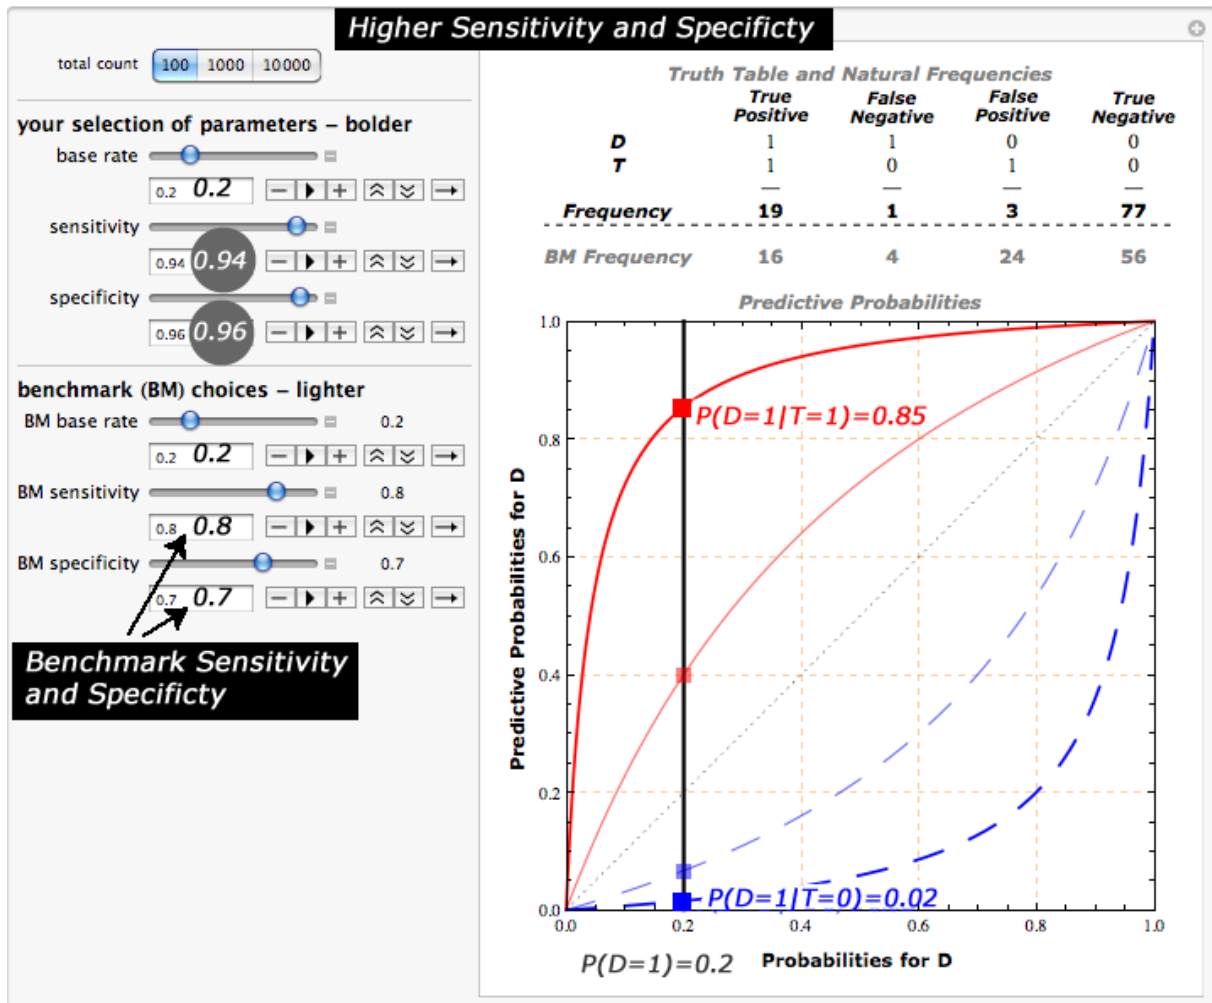 Higher Sensitivity and Specificty
total count 100 1000 10000
your selection of parameters – bolder
base rate
0.2 0.2
sensitivity
0.94 0.94
specificity
0.96 0.96
benchmark (BM) choices – lighter
BM base rate 0.2
0.2 0.2
BM sensitivity 0.8
0.8 0.8
BM specificity 0.7
0.7 0.7
Benchmark Sensitivity
and Specificty
Truth Table and Natural Frequencies
True Positive False Negative False Positive True Negative
D 1 1 0 0
T 1 0 1 0
Frequency 19 1 3 77
BM Frequency 16 4 24 56
Predictive Probabilities
Predictive Probabilities for D
1.0
0.8
0.6
0.4
0.2
0.0
P(D=1|T=1)=0.85
P(D=1|T=0)=0.02
0.0 0.2 0.4 0.6 0.8 1.0
P(D=1)=0.2 Probabilities for D